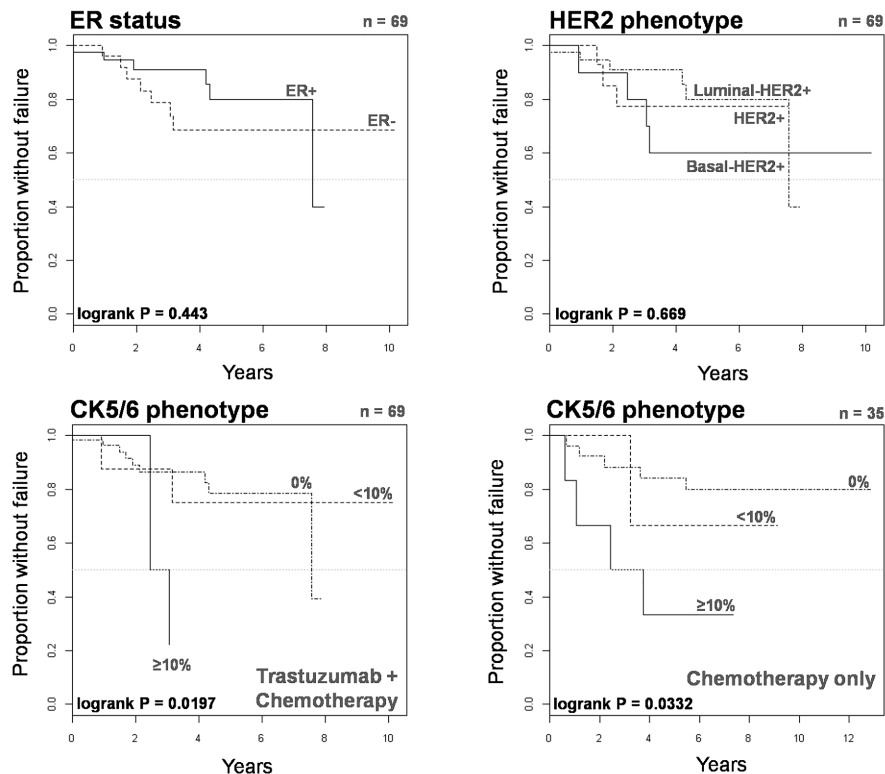 ER status
n = 69
Proportion without failure
1.0
0.8
0.6
0.4
0.2
0.0
ER+
ER-
logrank P = 0.443
0 2 4 6 8 10
Years
HER2 phenotype
n = 69
Proportion without failure
1.0
0.8
0.6
0.4
0.2
0.0
Luminal-HER2+
HER2+
Basal-HER2+
logrank P = 0.669
0 2 4 6 8 10
Years
CK5/6 phenotype
n = 69
Proportion without failure
1.0
0.8
0.6
0.4
0.2
0.0
0%
<10%
≥10%
Trastuzumab +
Chemotherapy
logrank P = 0.0197
0 2 4 6 8 10
Years
CK5/6 phenotype
n = 35
Proportion without failure
1.0
0.8
0.6
0.4
0.2
0.0
0%
<10%
≥10%
Chemotherapy only
logrank P = 0.0332
0 2 4 6 8 10 12
Years